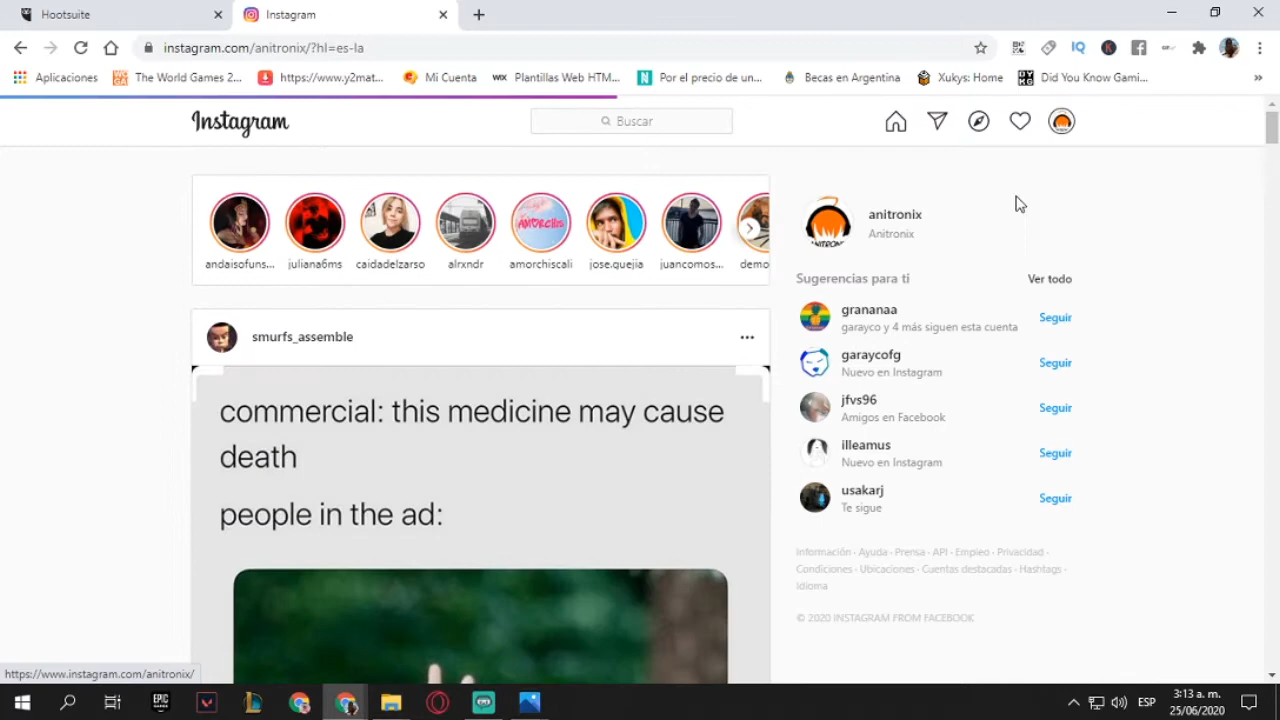 Hootsuite
Instagram
instagram.com/anitronix/?hl=es-la
Aplicaciones
The World Games 2...
https://www.y2mat...
Mi Cuenta
WiX Plantillas Web HTM...
Por el precio de un...
Becas en Argentina
Xukys: Home
Did You Know Gami...
Instagram
Buscar
andaisofuns...
juliana6ms
caidadelzarso
alrxndr
AMORCHIS
amorchiscali
jose.quejia
juancomos...
demo
anitronix
Anitronix
Sugerencias para ti
Ver todo
smurfs_assemble
grananaa
garayco y 4 más siguen esta cuenta
Seguir
garaycofg
Nuevo en Instagram
Seguir
jfvs96
Amigos en Facebook
Seguir
illeamus
Nuevo en Instagram
Seguir
usakarj
Te sigue
Seguir
commercial: this medicine may cause
death
people in the ad:
Información · Ayuda · Prensa · API · Empleo · Privacidad ·
Condiciones · Ubicaciones · Cuentas destacadas · Hashtags ·
Idioma
© 2020 INSTAGRAM FROM FACEBOOK
https://www.instagram.com/anitronix/
EPIC
GAMES
ESP
3:13 a. m.
25/06/2020